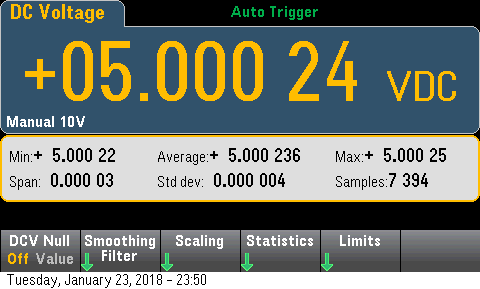 DC Voltage
Auto Trigger
+05.000 24 VDC
Manual 10V
Min:+ 5.000 22 Average:+ 5.000 236 Max:+ 5.000 25
Span: 0.000 03 Std dev: 0.000 004 Samples:7 394
DCV Null Smoothing Scaling Statistics Limits
Off Value Filter
Tuesday, January 23, 2018 - 23:50